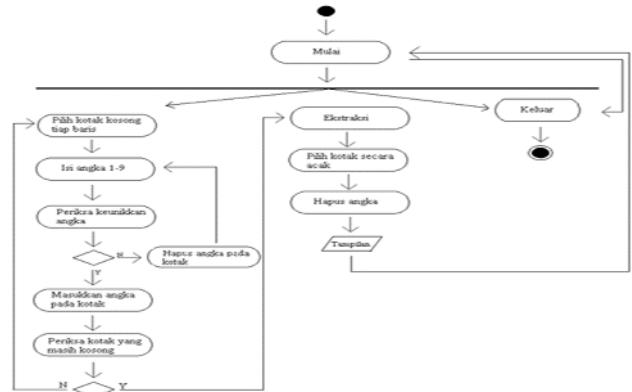 Mulai
Pilih kotak kosong
tiap baris
Isi angka 1-9
Periksa keunikkan
angka
N
Hapus angka pada
kotak
Y
Masukkan angka
pada kotak
Periksa kotak yang
masih kosong
N
Y
Ekstraksi
Pilih kotak secara
acak
Hapus angka
Tampilan
Keluar